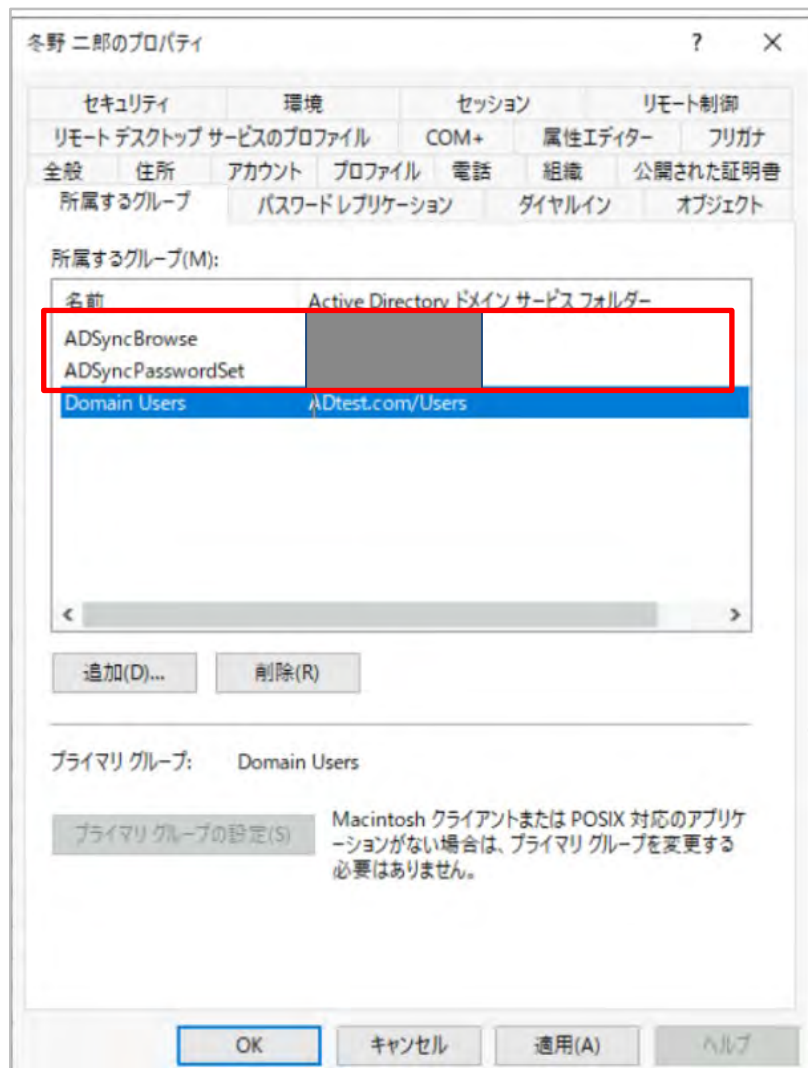 冬野 二郎のプロパティ ? ×
セキュリティ 環境 セッション リモート制御
リモート デスクトップ サービスのプロファイル COM+ 属性エディター フリガナ
全般 住所 アカウント プロファイル 電話 組織 公開された証明書
所属するグループ パスワード レプリケーション ダイヤルイン オブジェクト
所属するグループ(M):
名前 Active Directory ドメイン サービス フォルダー
ADSyncBrowse
ADSyncPasswordSet
Domain Users ADtest.com/Users
追加(D)... 削除(R)
プライマリ グループ: Domain Users
プライマリ グループの設定(S)
Macintosh クライアントまたは POSIX 対応のアプリケ
ーションがない場合は、プライマリ グループを変更する
必要はありません。
OK キャンセル 適用(A) ヘルプ